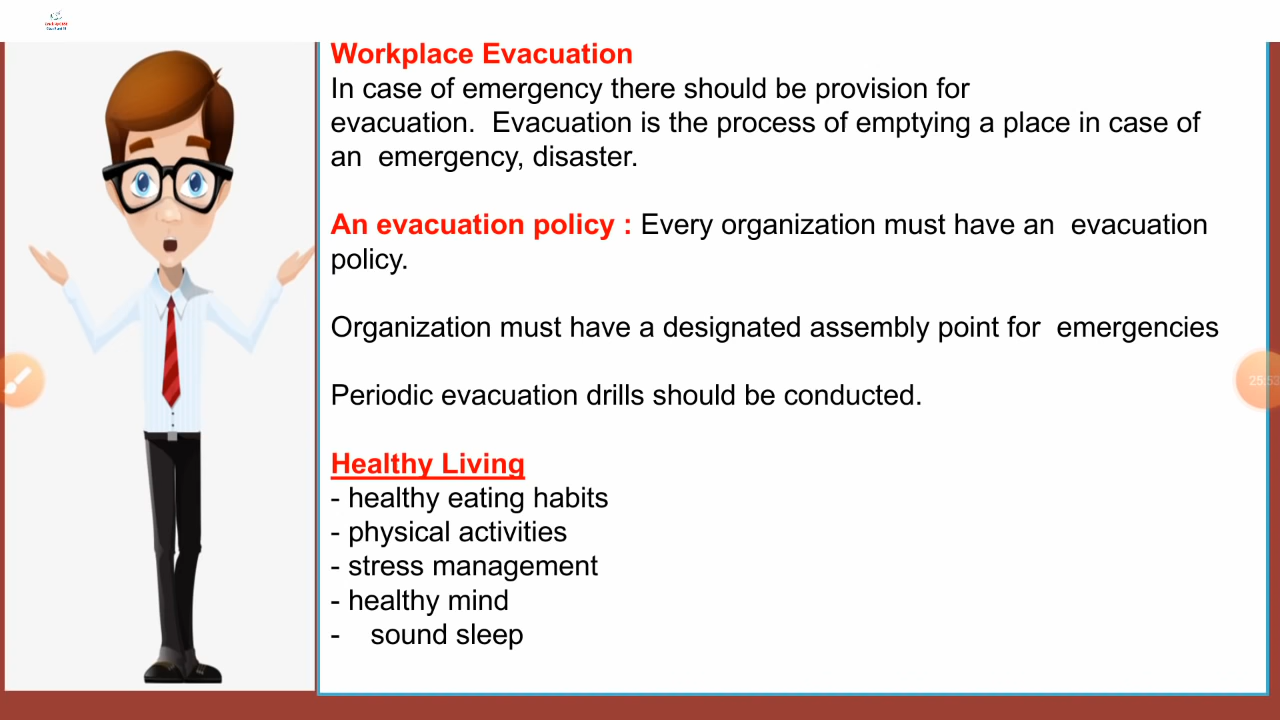 Workplace Evacuation
In case of emergency there should be provision for
evacuation.  Evacuation is the process of emptying a place in case of
an  emergency, disaster.
An evacuation policy : Every organization must have an  evacuation
policy.
Organization must have a designated assembly point for  emergencies
Periodic evacuation drills should be conducted.
Healthy Living
- healthy eating habits
- physical activities
- stress management
- healthy mind
-    sound sleep
25:53